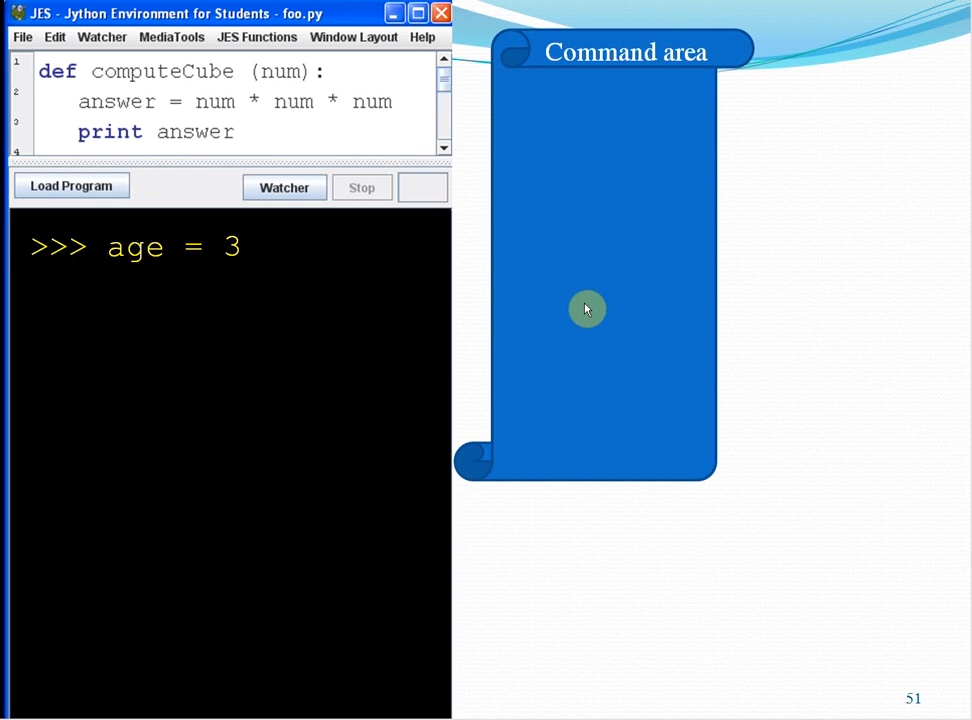 JES - Jython Environment for Students - foo.py
File Edit Watcher MediaTools JES Functions Window Layout Help
1 def computeCube (num):
2 answer = num * num * num
3 print answer
4
Load Program Watcher Stop
>>> age = 3
Command area
51